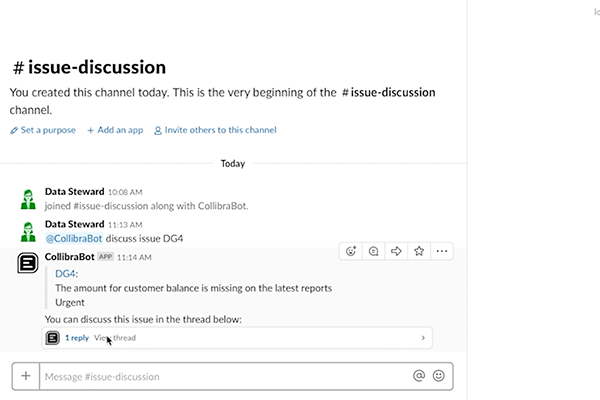 # issue-discussion
You created this channel today. This is the very beginning of the # issue-discussion
channel.
Set a purpose + Add an app Invite others to this channel
Today
Data Steward 10:08 AM
joined #issue-discussion along with CollibraBot.
Data Steward 11:13 AM
@CollibraBot discuss issue DG4
CollibraBot APP 11:14 AM
DG4:
The amount for customer balance is missing on the latest reports
Urgent
You can discuss this issue in the thread below:
1 reply View thread
Message #issue-discussion